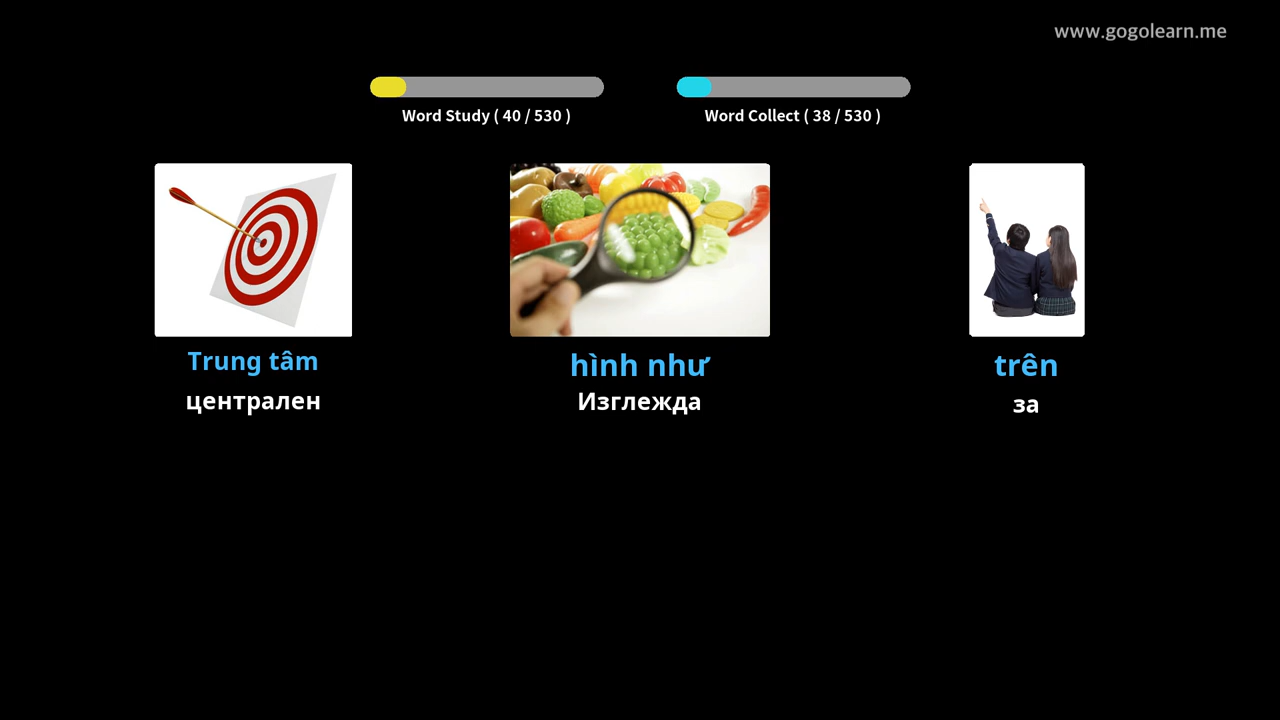 www.gogolearn.me
Word Study ( 40 / 530 )
Word Collect ( 38 / 530 )
Trung tâm
централен
hình như
Изглежда
trên
за